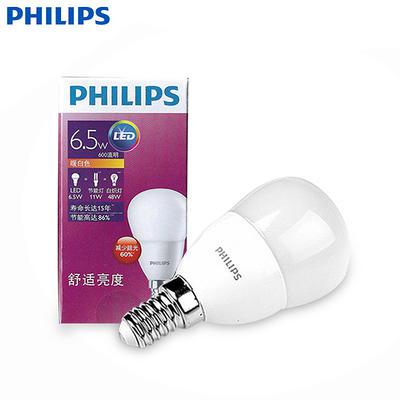 PHILIPS
PHILIPS
6.5w
LED
600流明
暖白色
LED 节能灯 白炽灯
6.5W 11W 48W
寿命长达15年
节能高达86%
减少眩光
60%
舒适亮度
PHILIPS